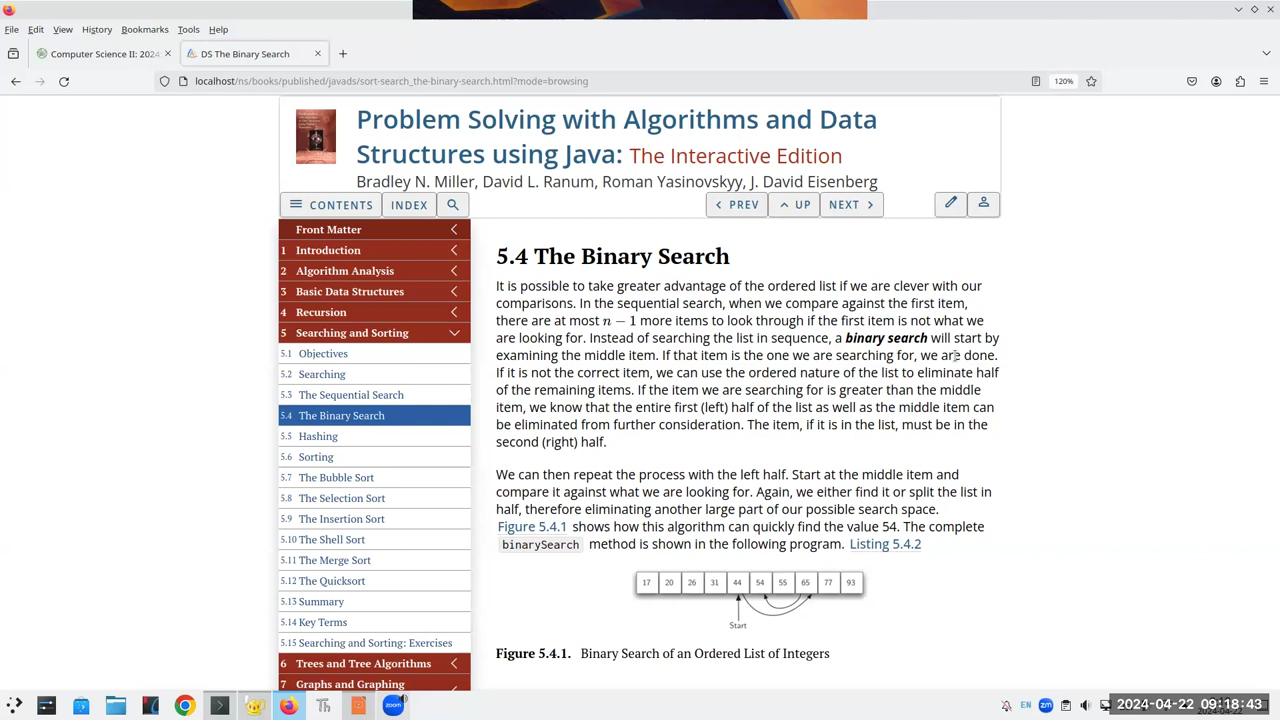 File Edit View History Bookmarks Tools Help
Computer Science II: 2024
DS The Binary Search
localhost/ns/books/published/javads/sort-search_the-binary-search.html?mode=browsing
120%
Problem Solving with Algorithms and Data
Structures using Java: The Interactive Edition
Bradley N. Miller, David L. Ranum, Roman Yasinovskyy, J. David Eisenberg
CONTENTS INDEX PREV UP NEXT
Front Matter
1 Introduction
2 Algorithm Analysis
3 Basic Data Structures
4 Recursion
5 Searching and Sorting
5.1 Objectives
5.2 Searching
5.3 The Sequential Search
5.4 The Binary Search
5.5 Hashing
5.6 Sorting
5.7 The Bubble Sort
5.8 The Selection Sort
5.9 The Insertion Sort
5.10 The Shell Sort
5.11 The Merge Sort
5.12 The Quicksort
5.13 Summary
5.14 Key Terms
5.15 Searching and Sorting: Exercises
6 Trees and Tree Algorithms
7 Graphs and Graphing
5.4 The Binary Search
It is possible to take greater advantage of the ordered list if we are clever with our
comparisons. In the sequential search, when we compare against the first item,
there are at most n − 1 more items to look through if the first item is not what we
are looking for. Instead of searching the list in sequence, a binary search will start by
examining the middle item. If that item is the one we are searching for, we are done.
If it is not the correct item, we can use the ordered nature of the list to eliminate half
of the remaining items. If the item we are searching for is greater than the middle
item, we know that the entire first (left) half of the list as well as the middle item can
be eliminated from further consideration. The item, if it is in the list, must be in the
second (right) half.
We can then repeat the process with the left half. Start at the middle item and
compare it against what we are looking for. Again, we either find it or split the list in
half, therefore eliminating another large part of our possible search space.
Figure 5.4.1 shows how this algorithm can quickly find the value 54. The complete
binarySearch method is shown in the following program. Listing 5.4.2
17 20 26 31 44 54 55 65 77 93
Start
Figure 5.4.1. Binary Search of an Ordered List of Integers
Th
zoom
EN
zm
2024-04-22 09:18:43